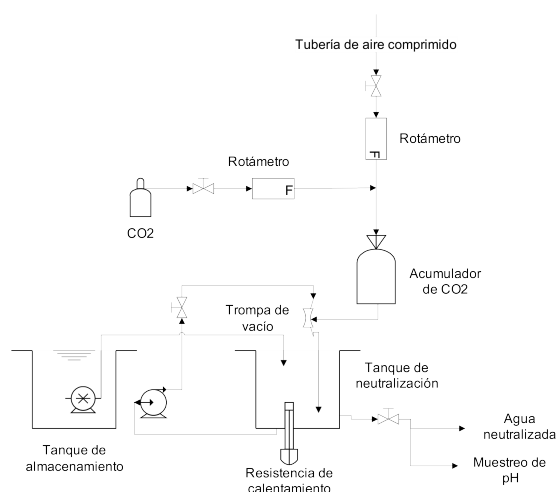 Tubería de aire comprimido
Rotámetro
F
Rotámetro
F
CO2
Acumulador
de CO2
Trompa de
vacío
Tanque de
neutralización
Agua
neutralizada
Tanque de
almacenamiento
Muestreo de
pH
Resistencia de
calentamiento